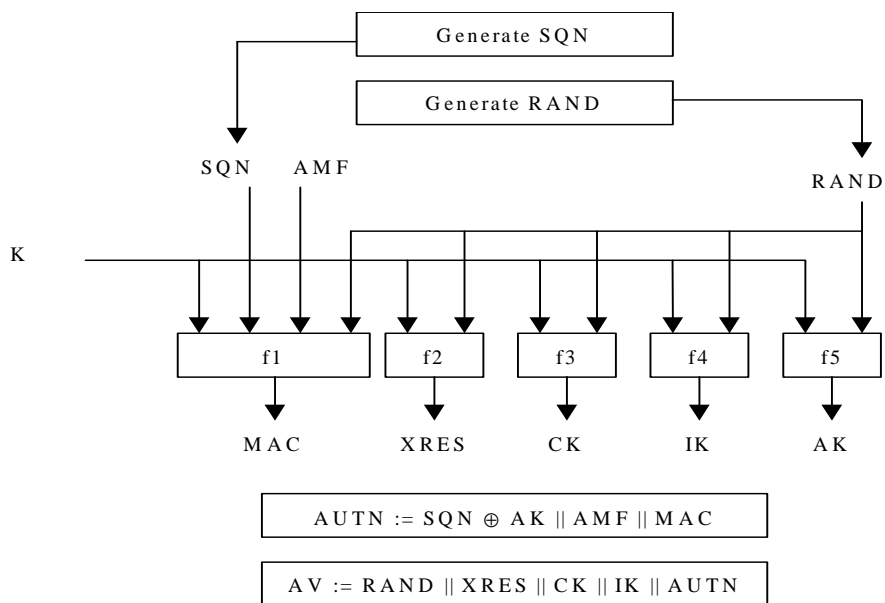 Generate SQN
Generate RAND
SQN AMF
RAND
K
f1 f2 f3 f4 f5
MAC XRES CK IK AK
AUTN := SQN ⊕ AK || AMF || MAC
AV := RAND || XRES || CK || IK || AUTN